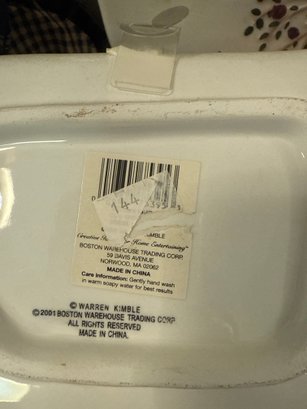 144
KIMBLE
Creative Home Entertaining"
BOSTON WAREHOUSE TRADING CORP.
59 DAVIS AVENUE
NORWOOD, MA 02062
MADE IN CHINA
Care Information: Gently hand wash
in warm soapy water for best results
© WARREN KIMBLE
© 2001 BOSTON WAREHOUSE TRADING CORP.
ALL RIGHTS RESERVED
MADE IN CHINA.